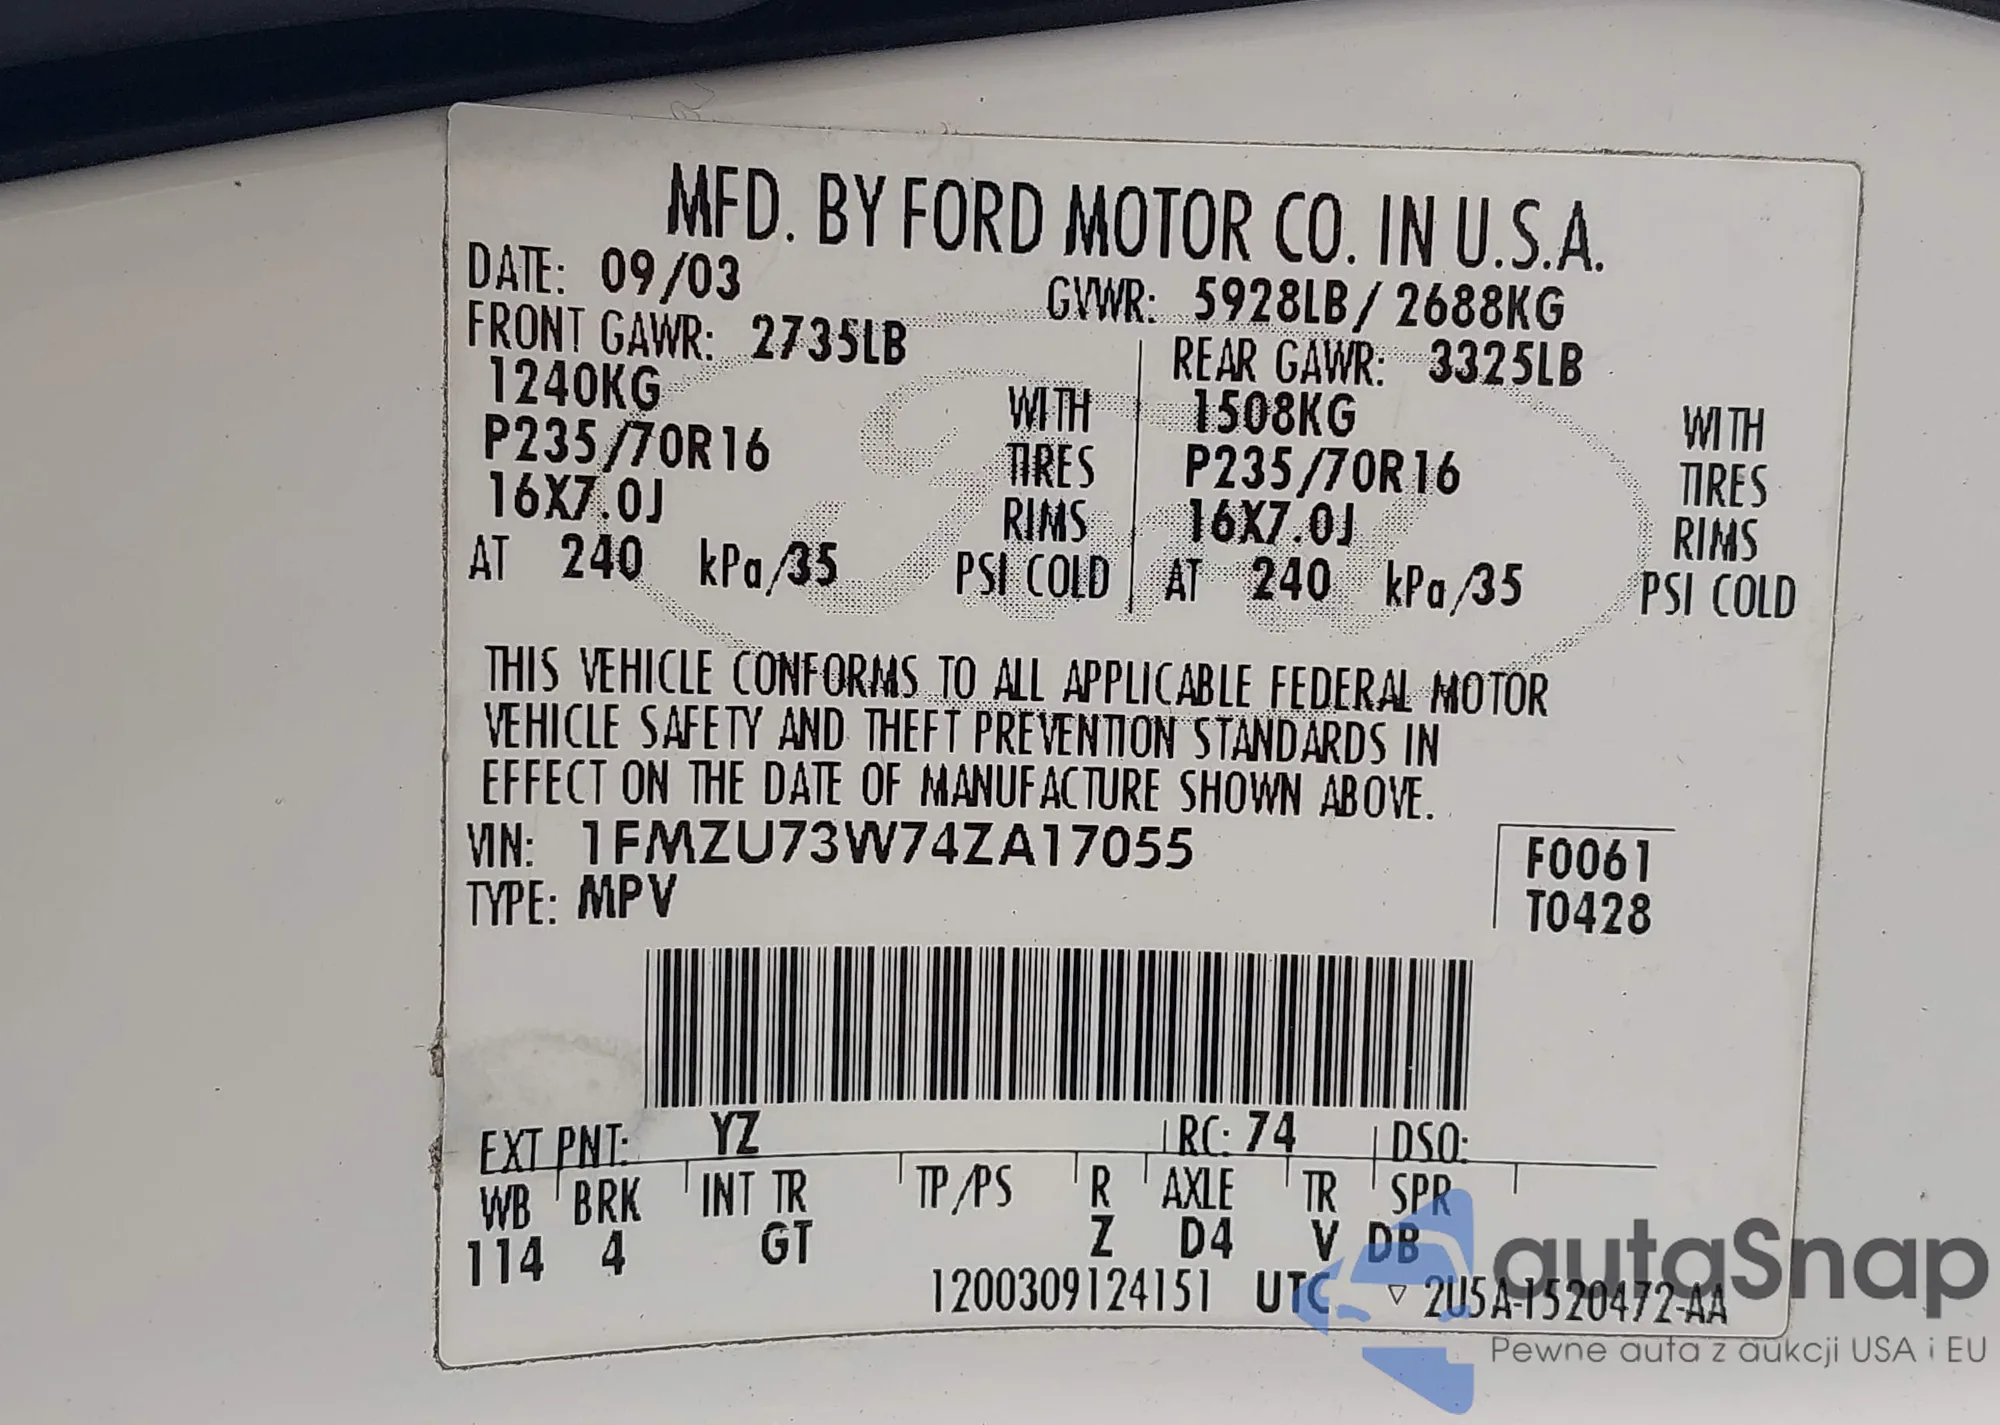 MFD. BY FORD MOTOR CO. IN U.S.A.
DATE: 09/03 GVWR: 5928LB / 2688KG
FRONT GAWR: 2735LB REAR GAWR: 3325LB
1240KG WITH 1508KG WITH
P235/70R16 TIRES P235/70R16 TIRES
16X7.0J RIMS 16X7.0J RIMS
AT 240 kPa/35 PSI COLD AT 240 kPa/35 PSI COLD
THIS VEHICLE CONFORMS TO ALL APPLICABLE FEDERAL MOTOR
VEHICLE SAFETY AND THEFT PREVENTION STANDARDS IN
EFFECT ON THE DATE OF MANUFACTURE SHOWN ABOVE.
VIN: 1FMZU73W74ZA17055 F0061
TYPE: MPV T0428
EXT PNT: YZ RC: 74 DSO:
WB BRK INT TR TP/PS R AXLE TR SPR
114 4 GT Z D4 V DB
1200309124151 UTC ▽ 2U5A-1520472-AA
autaSnap
Pewne auta z aukcji USA i EU